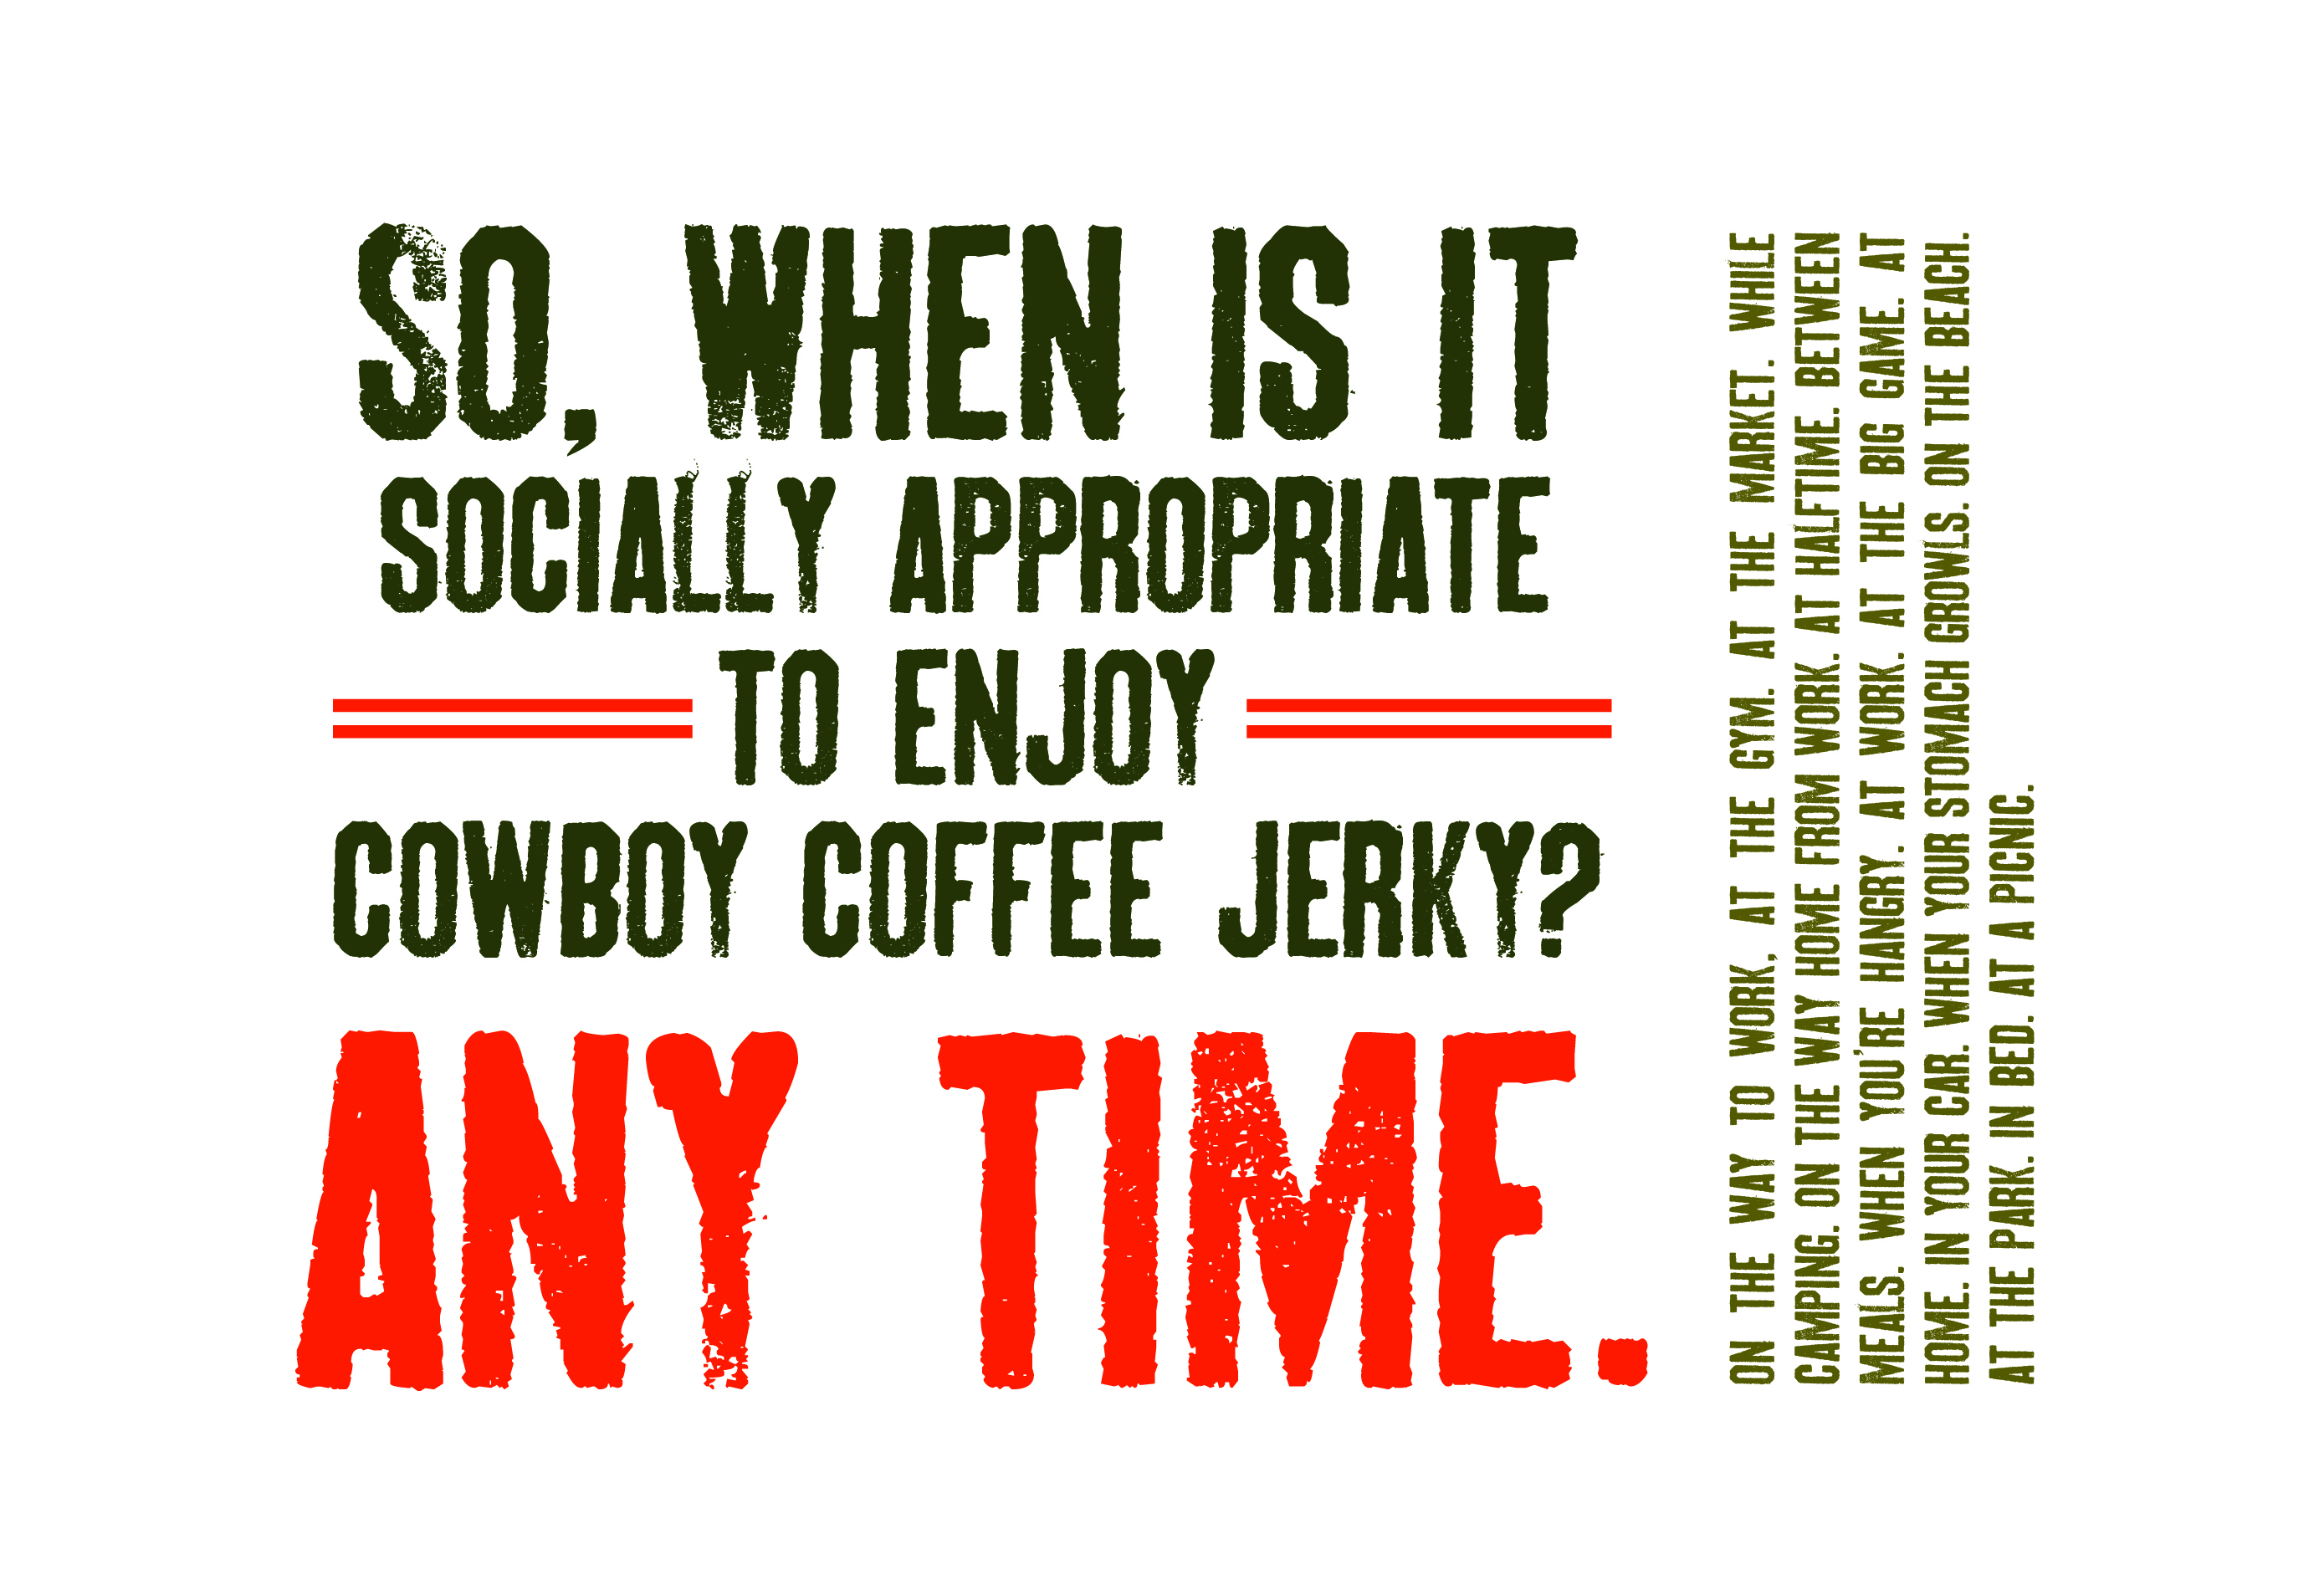 SO, WHEN IS IT
SOCIALLY APPROPRIATE
TO ENJOY
COWBOY COFFEE JERKY?
ANY TIME.
ON THE WAY TO WORK, AT THE GYM. AT THE MARKET. WHILE
CAMPING. ON THE WAY HOME FROM WORK. AT HALFTIME. BETWEEN
MEALS. WHEN YOU'RE HANGRY. AT WORK. AT THE BIG GAME. AT
HOME. IN YOUR CAR. WHEN YOUR STOMACH GROWLS. ON THE BEACH.
AT THE PARK. IN BED. AT A PICNIC.